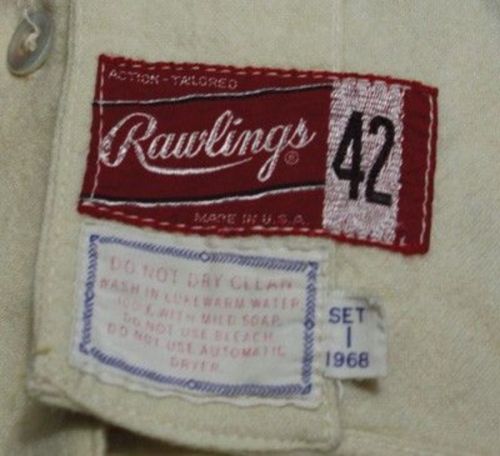 ACTION - TAILORED
Rawlings®
42
MADE IN U.S.A.
DO NOT DRY CLEAN
WASH IN LUKEWARM WATER
WITH MILD SOAP.
DO NOT USE BLEACH.
DO NOT USE AUTOMATIC
DRYER.
SET
1
1968